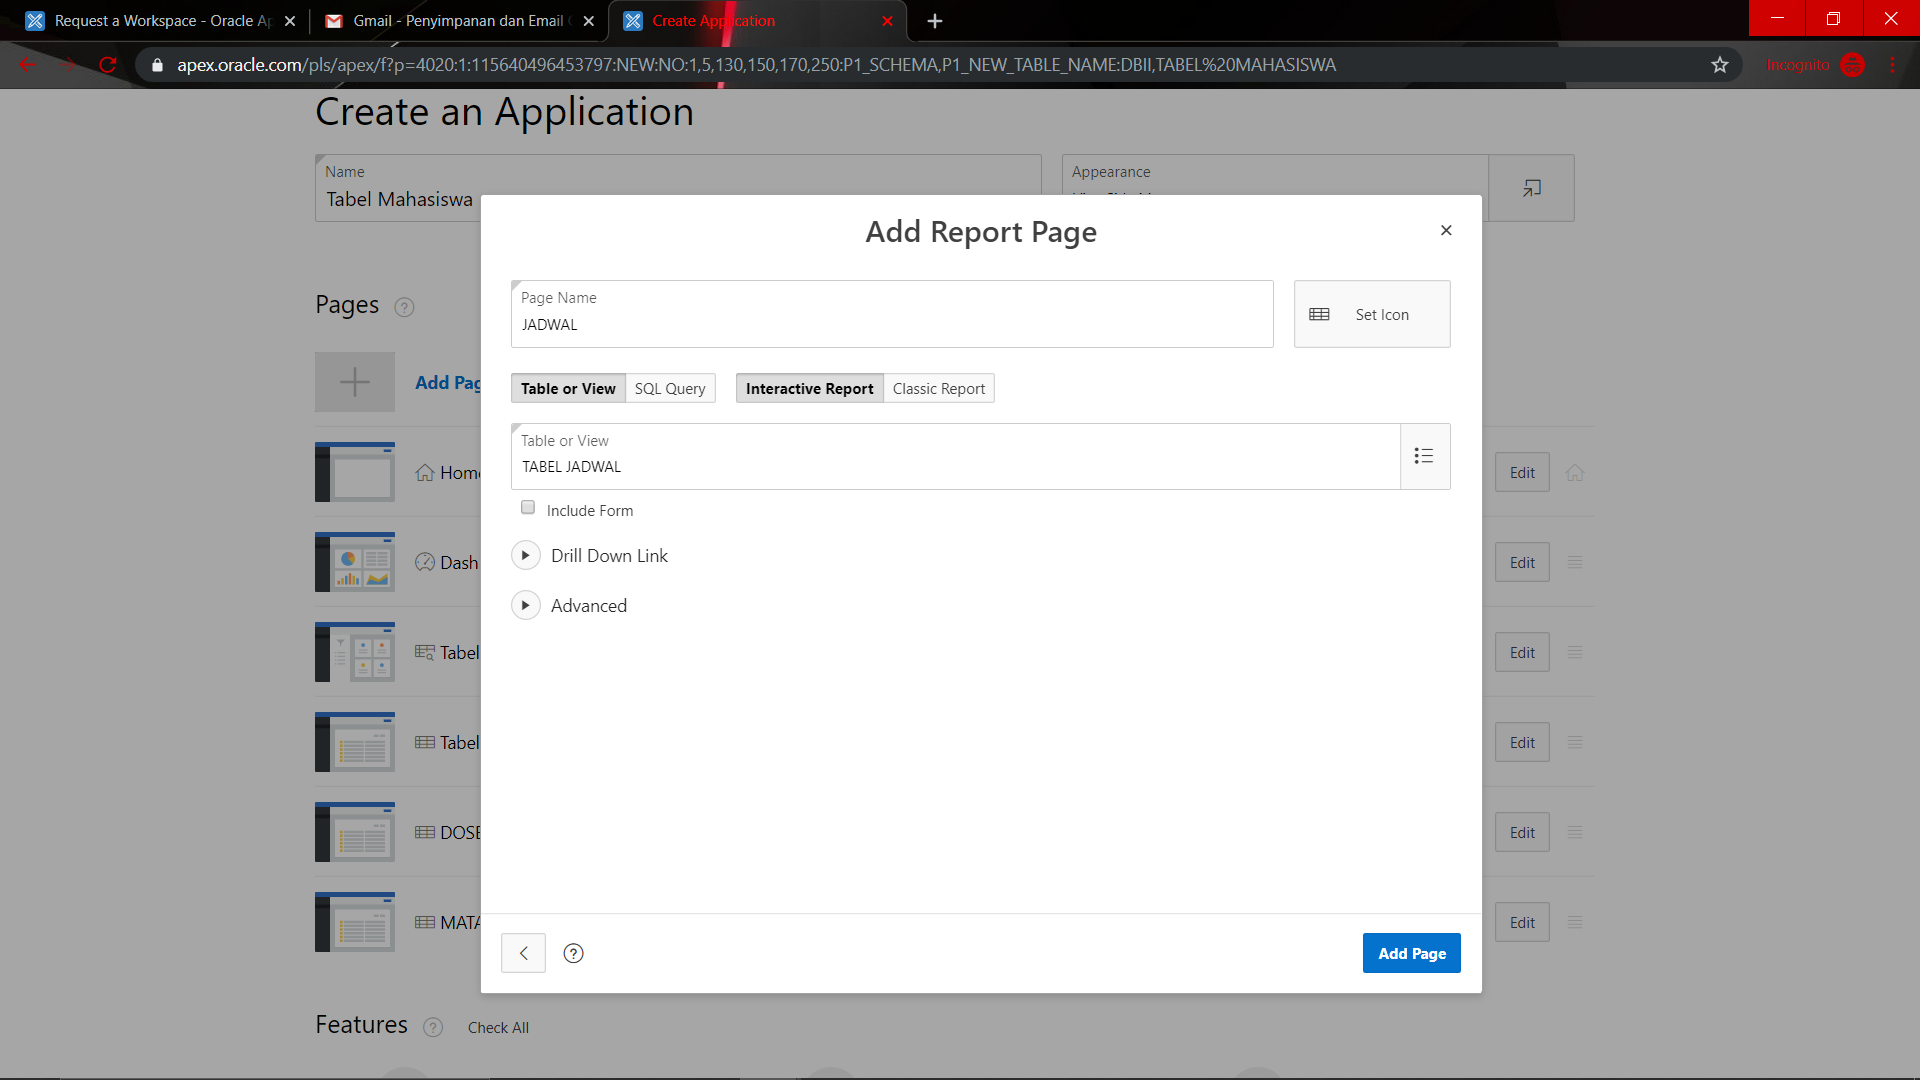 Request a Workspace - Oracle Ap
Gmail - Penyimpanan dan Email
Create Application
apex.oracle.com/pls/apex/f?p=4020:1:115640496453797:NEW:NO:1,5,130,150,170,250:P1_SCHEMA,P1_NEW_TABLE_NAME:DBII,TABEL%20MAHASISWA
Incognito
Create an Application
Name
Tabel Mahasiswa
Appearance
Add Report Page
Page Name
JADWAL
Set Icon
Pages
Add Pag
Table or View
SQL Query
Interactive Report
Classic Report
Table or View
TABEL JADWAL
Home
Edit
Include Form
Drill Down Link
Dash
Edit
Advanced
Tabel
Edit
Tabel
Edit
DOSE
Edit
MATA
Edit
Add Page
Features
Check All